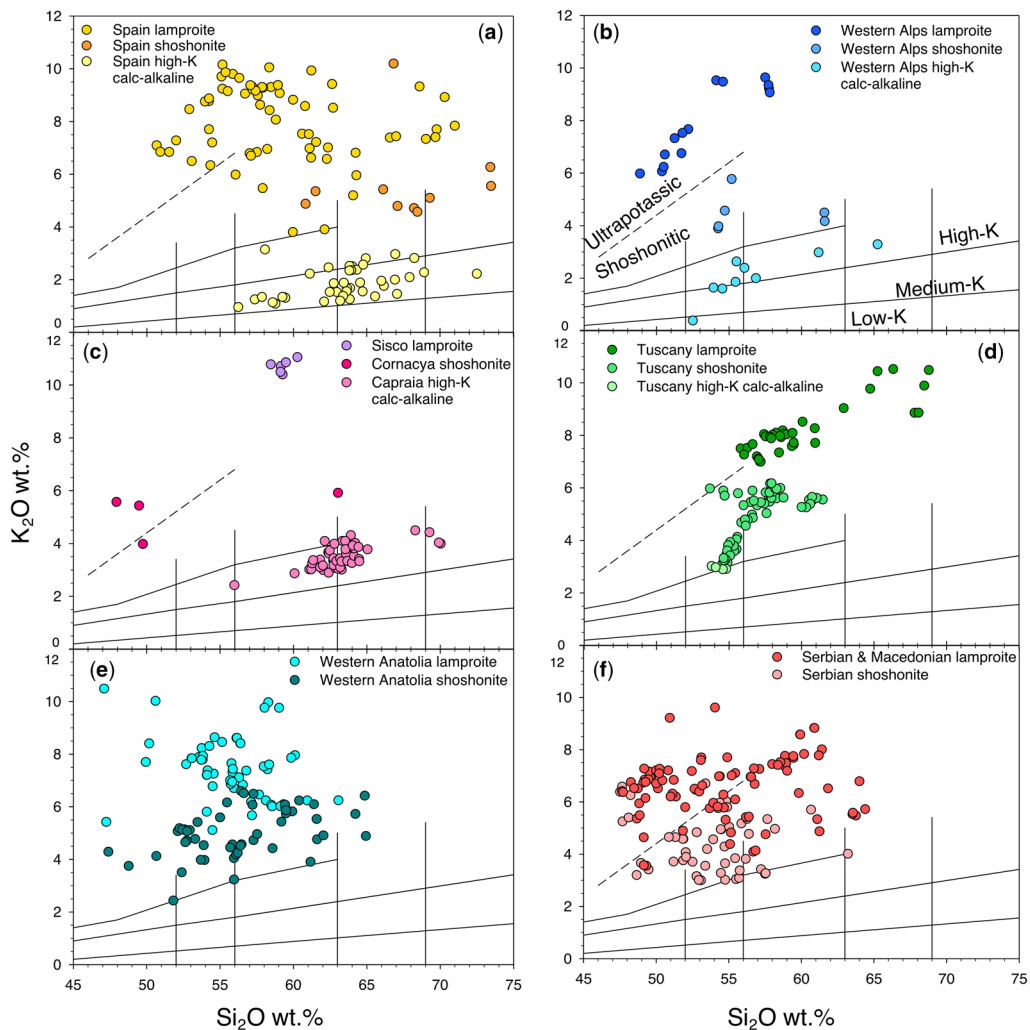 (a)
Spain lamproite
Spain shoshonite
Spain high-K
calc-alkaline
12
10
8
6
4
2
0
(b)
Western Alps lamproite
Western Alps shoshonite
Western Alps high-K
calc-alkaline
12
10
8
6
4
2
0
Ultrapotassic
Shoshonitic
High-K
Medium-K
Low-K
(c)
Sisco lamproite
Cornacya shoshonite
Capraia high-K
calc-alkaline
12
10
8
6
4
2
0
K₂O wt.%
(d)
Tuscany lamproite
Tuscany shoshonite
Tuscany high-K calc-alkaline
12
10
8
6
4
2
0
(e)
Western Anatolia lamproite
Western Anatolia shoshonite
12
10
8
6
4
2
0
45 50 55 60 65 70 75
Si₂O wt.%
(f)
Serbian & Macedonian lamproite
Serbian shoshonite
12
10
8
6
4
2
0
45 50 55 60 65 70 75
Si₂O wt.%